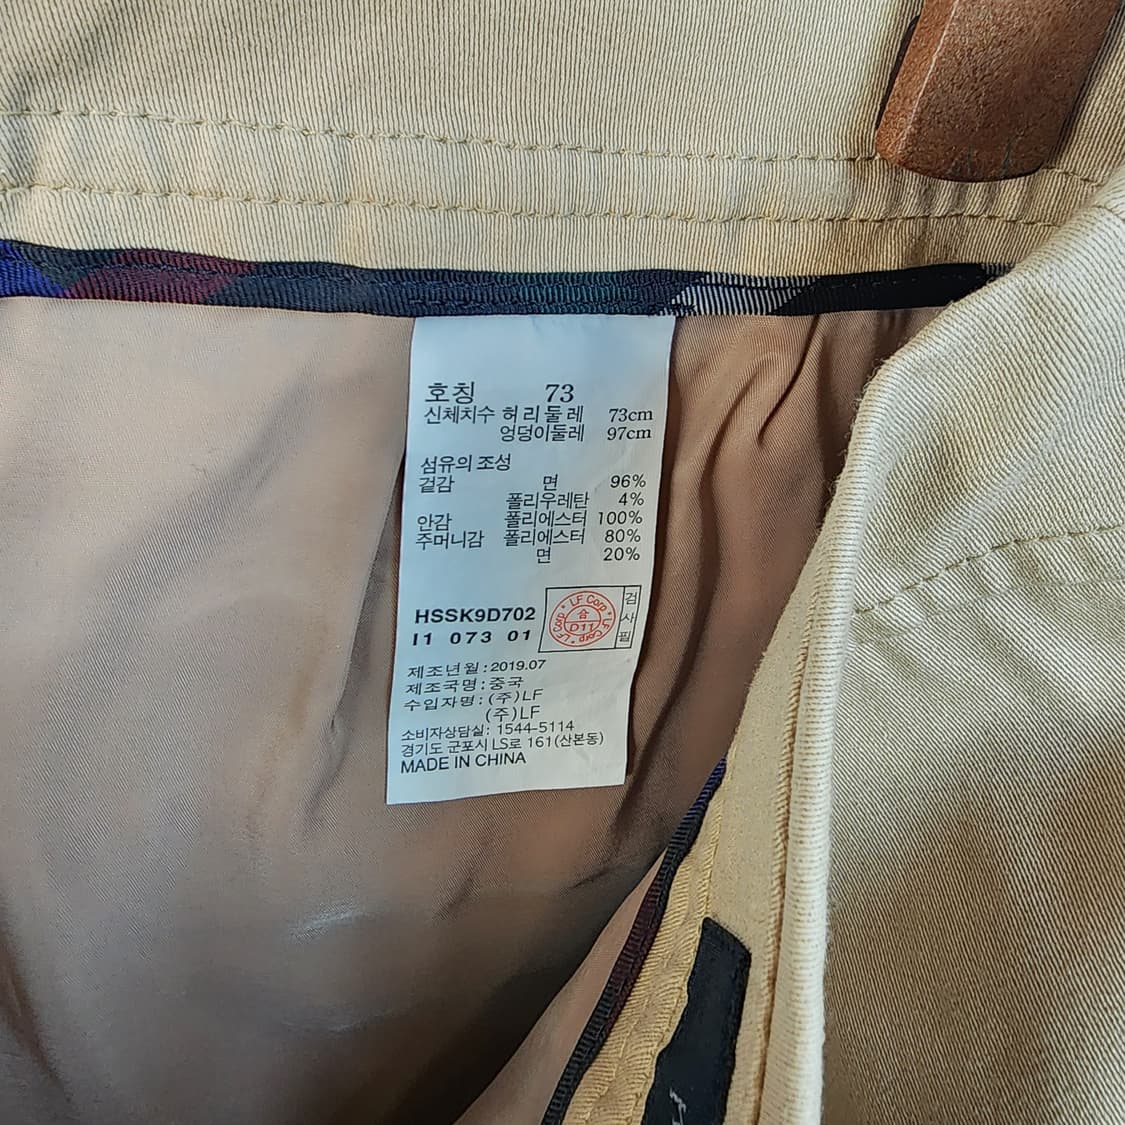 호칭 73
신체치수 허리둘레 73cm
엉덩이둘레 97cm
섬유의 조성
겉감 면 96%
폴리우레탄 4%
안감 폴리에스터 100%
주머니감 폴리에스터 80%
면 20%
HSSK9D702
I1 073 01
LF Corp * LF Corp * LF Corp *
合
D11
검사필
제조년월:2019.07
제조국명:중국
수입자명:(주)LF
(주)LF
소비자상담실: 1544-5114
경기도 군포시 LS로 161(산본동)
MADE IN CHINA